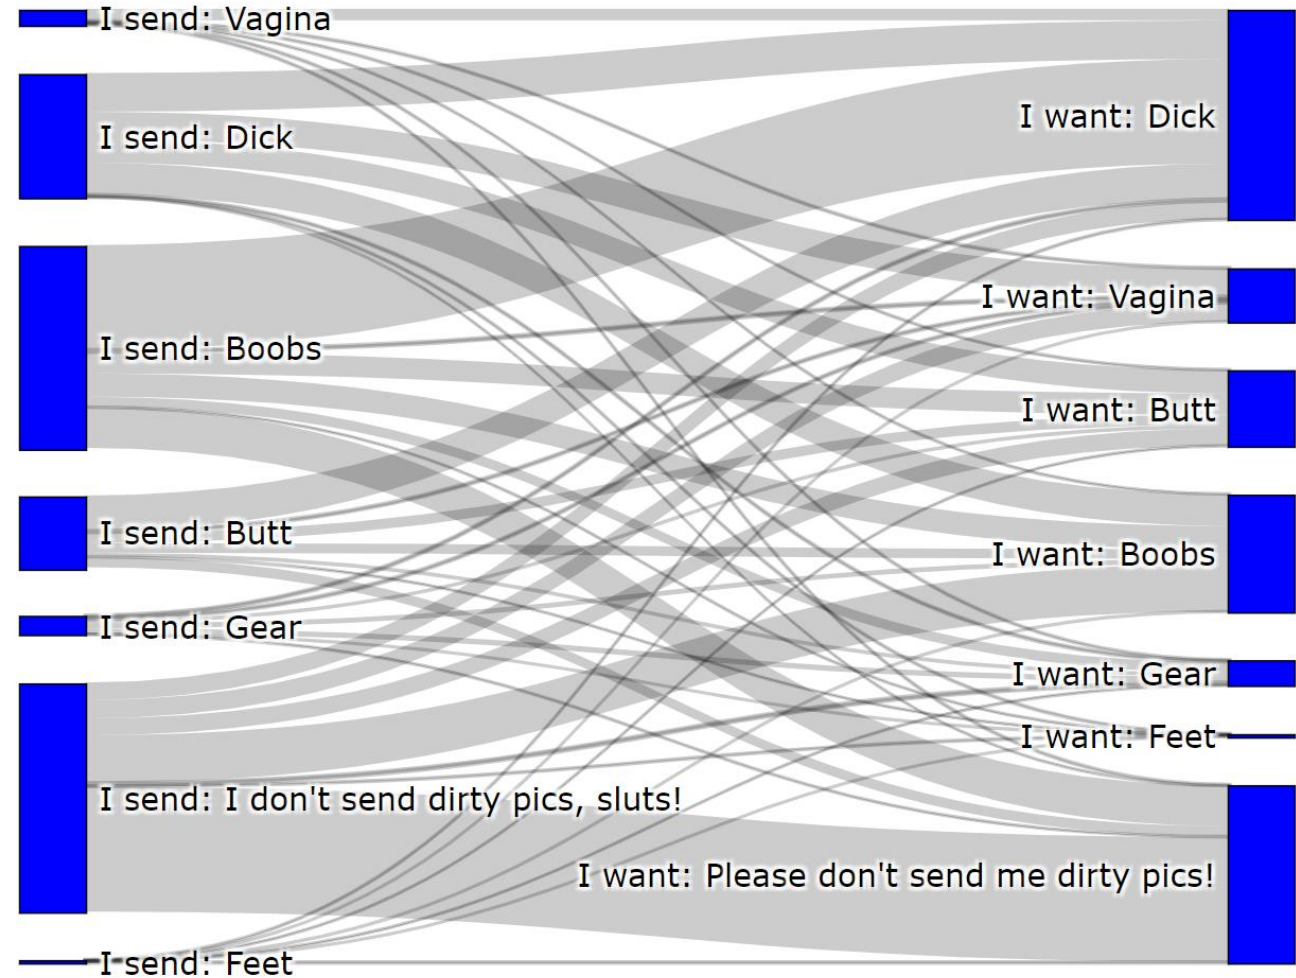 I send: Vagina
I send: Dick
I send: Boobs
I send: Butt
I send: Gear
I send: I don't send dirty pics, sluts!
I send: Feet
I want: Dick
I want: Vagina
I want: Butt
I want: Boobs
I want: Gear
I want: Feet
I want: Please don't send me dirty pics!